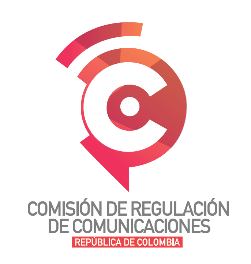 COMISIÓN DE REGULACIÓN
DE COMUNICACIONES
REPÚBLICA DE COLOMBIA